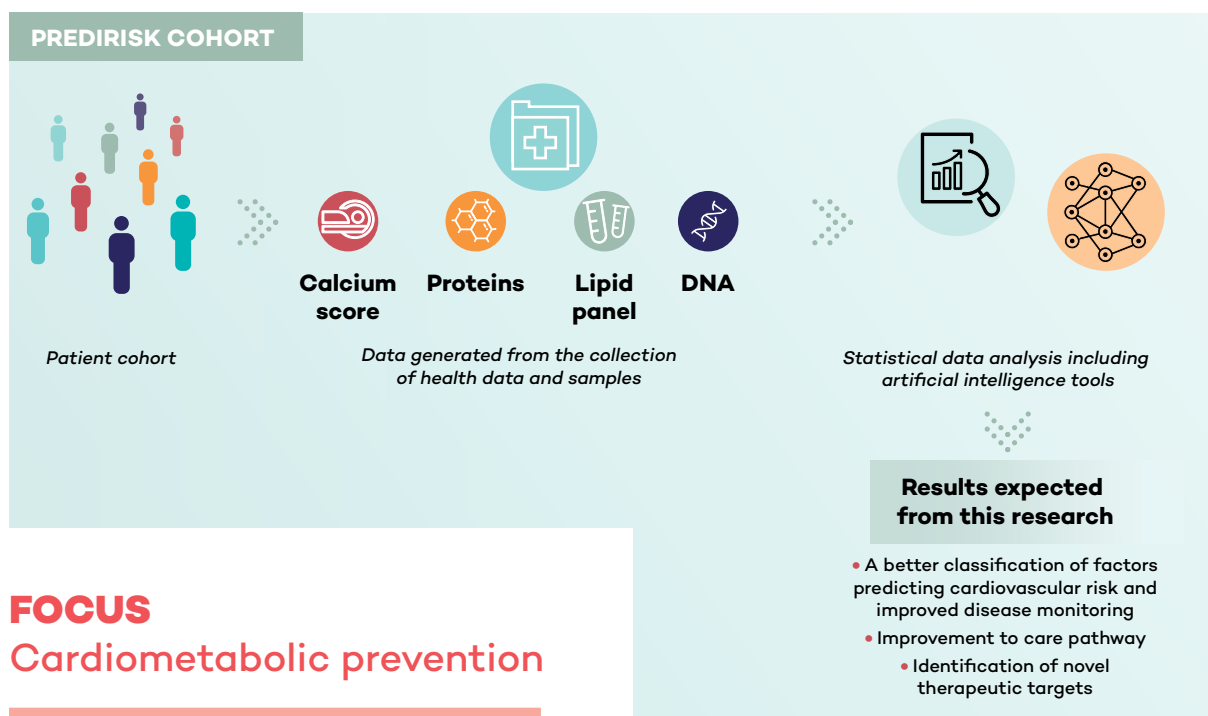 PREDIRISK COHORT
Calcium
score
Proteins
Lipid
panel
DNA
Patient cohort
Data generated from the collection
of health data and samples
Statistical data analysis including
artificial intelligence tools
Results expected
from this research
• A better classification of factors
predicting cardiovascular risk and
improved disease monitoring
• Improvement to care pathway
• Identification of novel
therapeutic targets
FOCUS
Cardiometabolic prevention